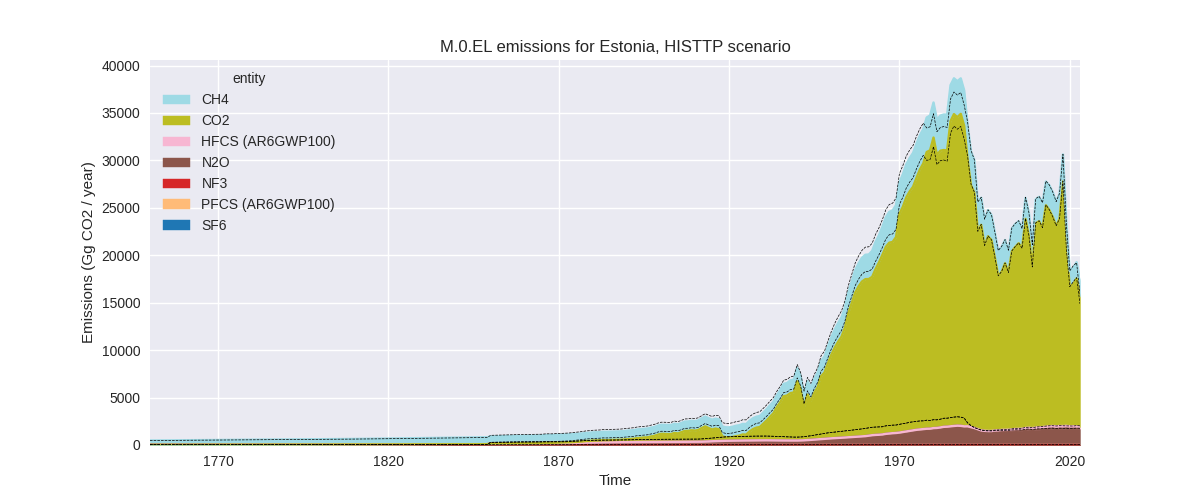 M.0.EL emissions for Estonia, HISTTP scenario
40000
35000
30000
25000
20000
15000
10000
5000
0
Emissions (Gg CO2 / year)
entity
CH4
CO2
HFCS (AR6GWP100)
N2O
NF3
PFCS (AR6GWP100)
SF6
1770
1820
1870
1920
1970
2020
Time